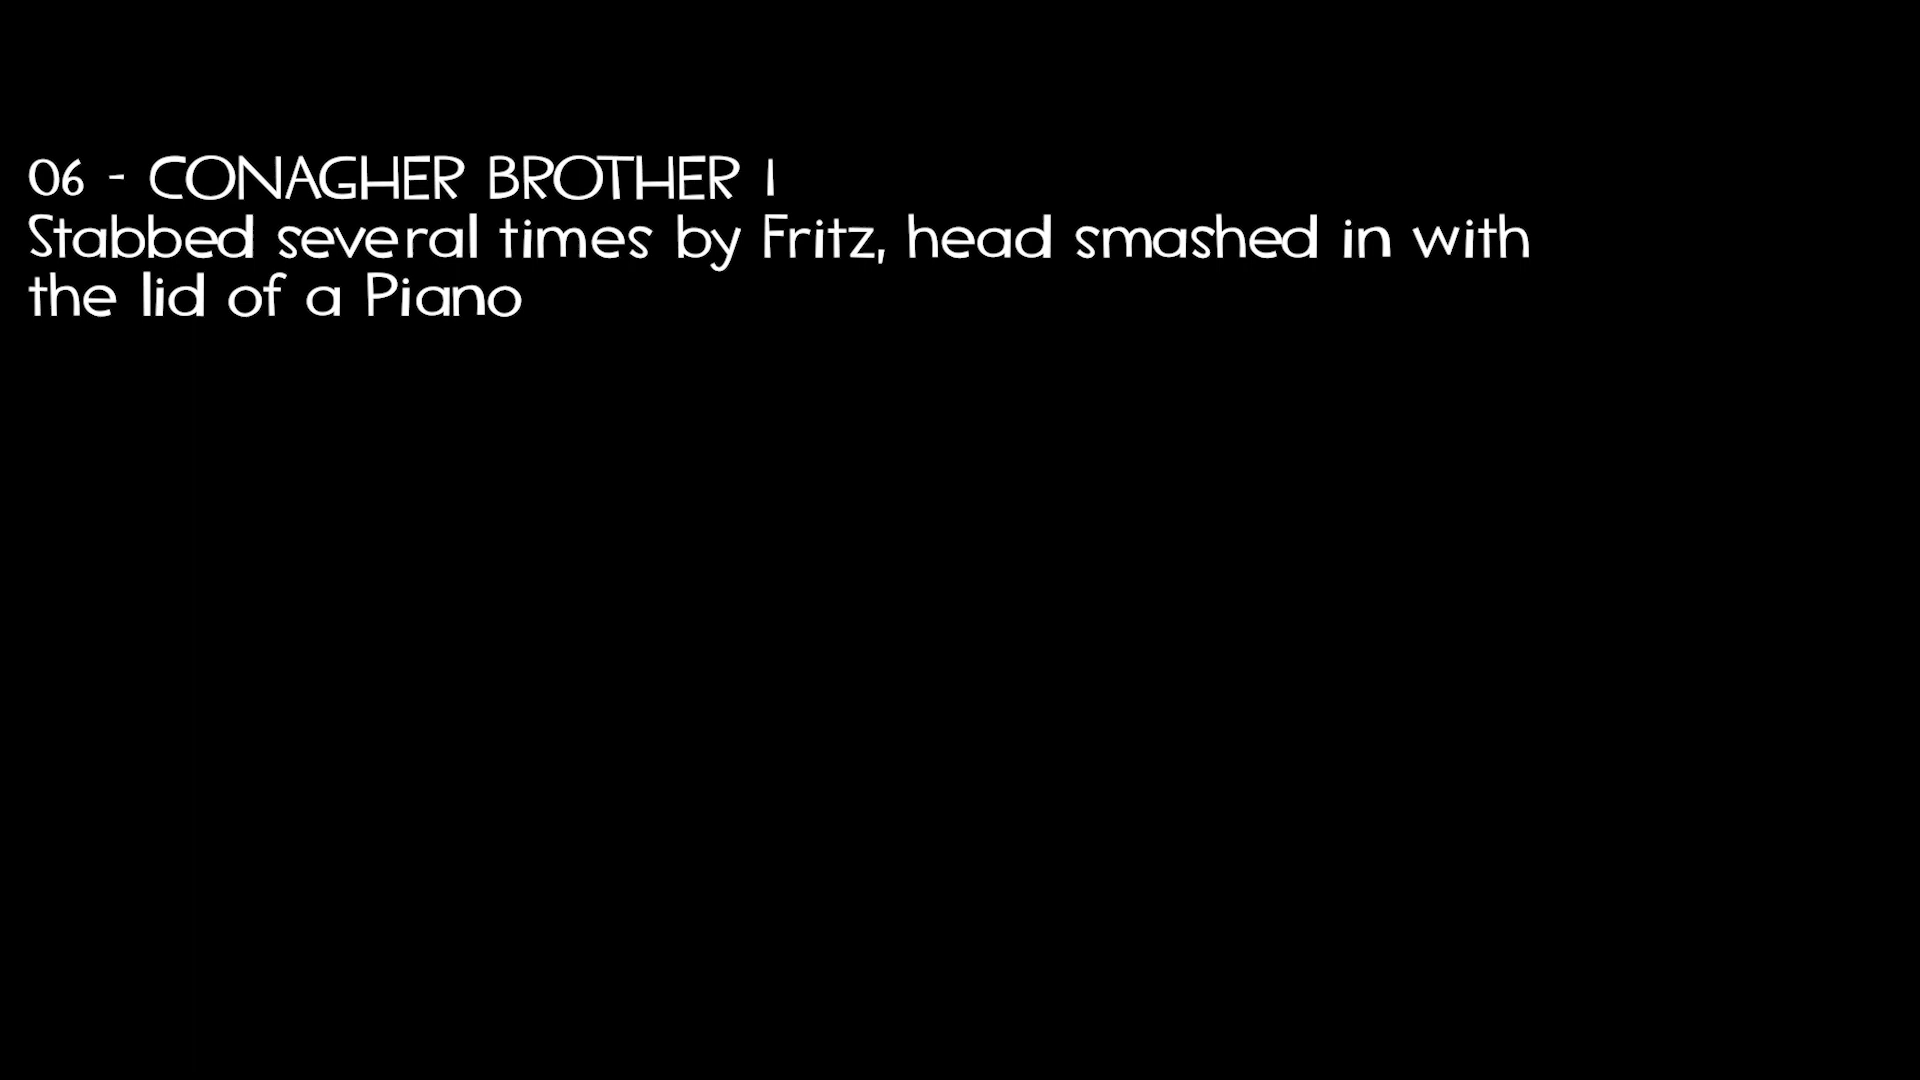 06 - CONAGHER BROTHER 1
Stabbed several times by Fritz, head smashed in with
the lid of a Piano